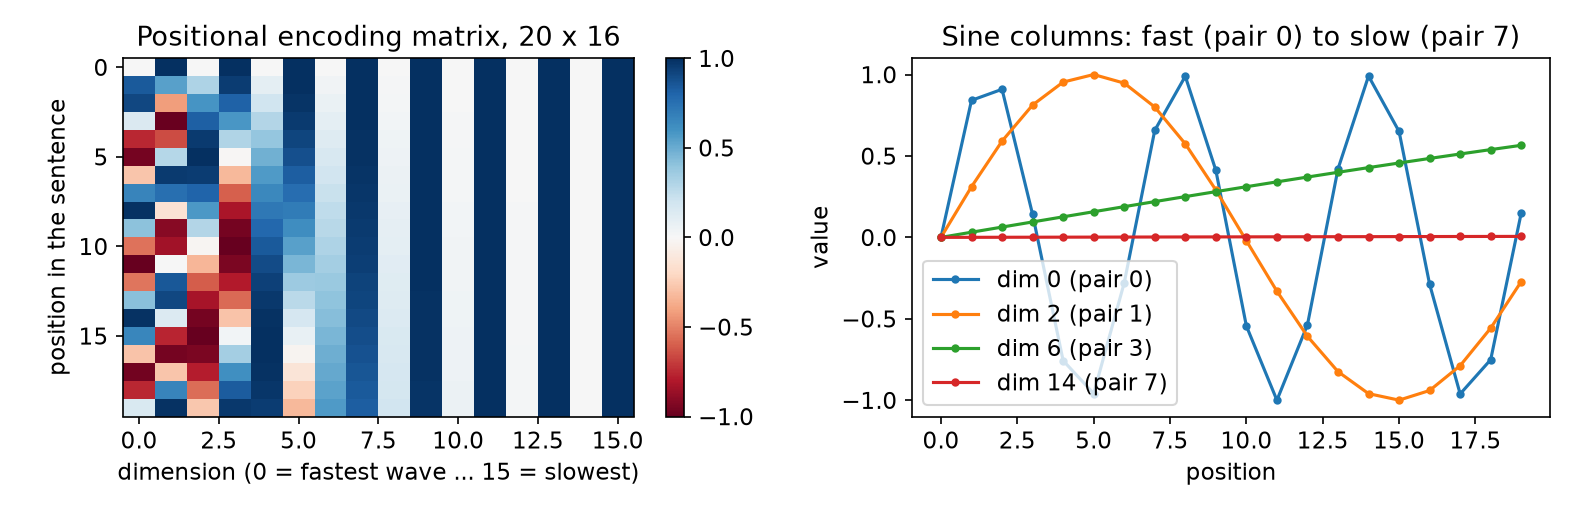 Positional encoding matrix, 20 x 16
0
5
10
15
position in the sentence
0.0 2.5 5.0 7.5 10.0 12.5 15.0
dimension (0 = fastest wave ... 15 = slowest)
1.0
0.5
0.0
−0.5
−1.0
Sine columns: fast (pair 0) to slow (pair 7)
1.0
0.5
0.0
−0.5
−1.0
value
dim 0 (pair 0)
dim 2 (pair 1)
dim 6 (pair 3)
dim 14 (pair 7)
0.0 2.5 5.0 7.5 10.0 12.5 15.0 17.5
position